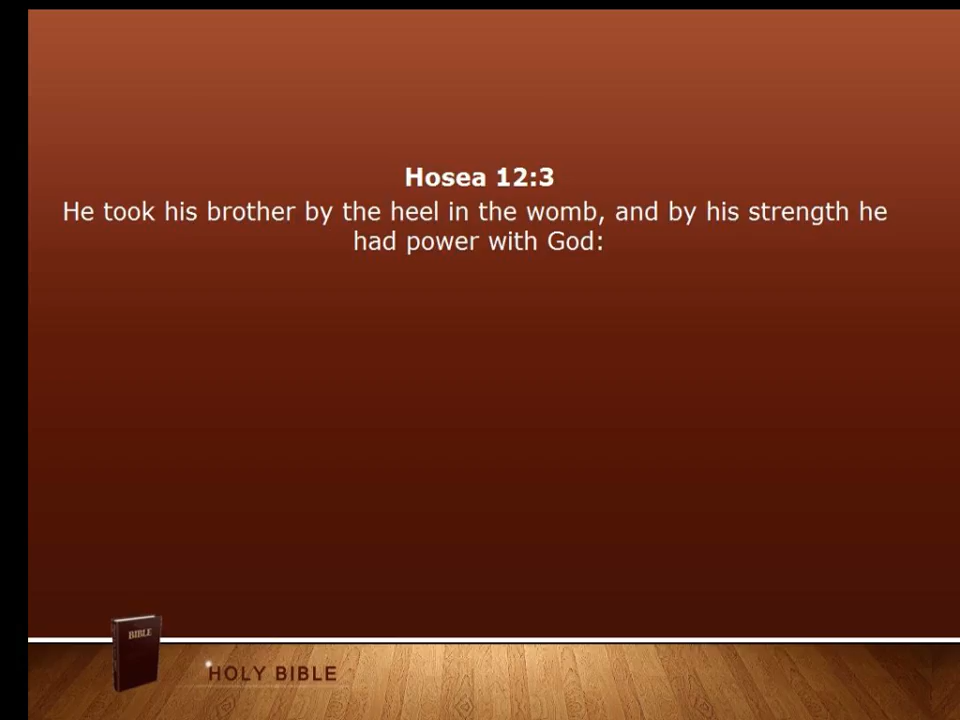 Hosea 12:3
He took his brother by the heel in the womb, and by his strength he
had power with God:
BIBLE
HOLY BIBLE